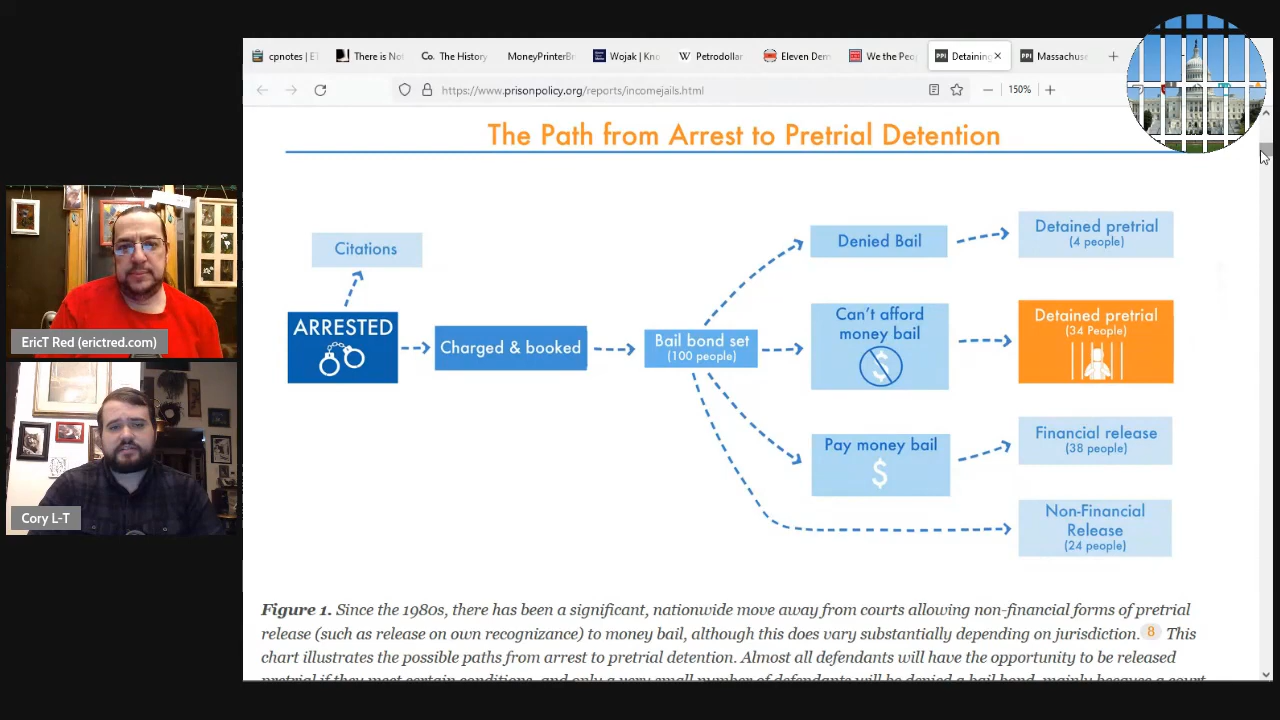 cpnotes | E
There is No
Co. The History
MoneyPrinterBr
Wojak | Kno
W Petrodollar
Eleven Dem
We the Peo
PPI Detaining
PPI Massachuse
https://www.prisonpolicy.org/reports/incomejails.html
150%
The Path from Arrest to Pretrial Detention
Citations
ARRESTED
Charged & booked
Bail bond set
(100 people)
Denied Bail
Detained pretrial
(4 people)
Can't afford
money bail
$
Detained pretrial
(34 People)
Pay money bail
$
Financial release
(38 people)
Non-Financial
Release
(24 people)
Figure 1. Since the 1980s, there has been a significant, nationwide move away from courts allowing non-financial forms of pretrial
release (such as release on own recognizance) to money bail, although this does vary substantially depending on jurisdiction. 8 This
chart illustrates the possible paths from arrest to pretrial detention. Almost all defendants will have the opportunity to be released
pretrial if they meet certain conditions, and only a very small number of defendants will be denied a bail bond, mainly because a court
EricT Red (erictred.com)
Cory L-T